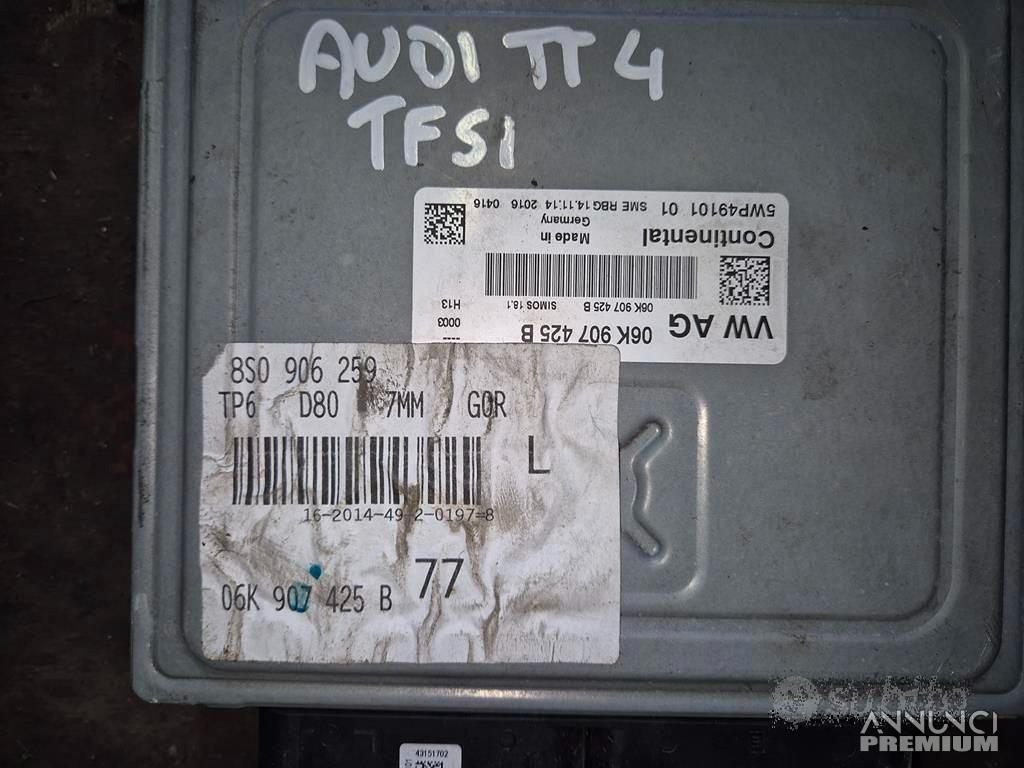 AUDI TT 4
TFSI
VW AG
06K 907 425 B
06K 907 425 B SIMOS 18.1
0003
H13
Continental
Made in
Germany
5WP49101 01 SME RBG 14.11.14 2016 0416
8S0 906 259
TP6 D80 7MM G0R
L
16-2014-49-2-0197=8
77
06K 907 425 B
43151702
subito
ANNUNCI
PREMIUM